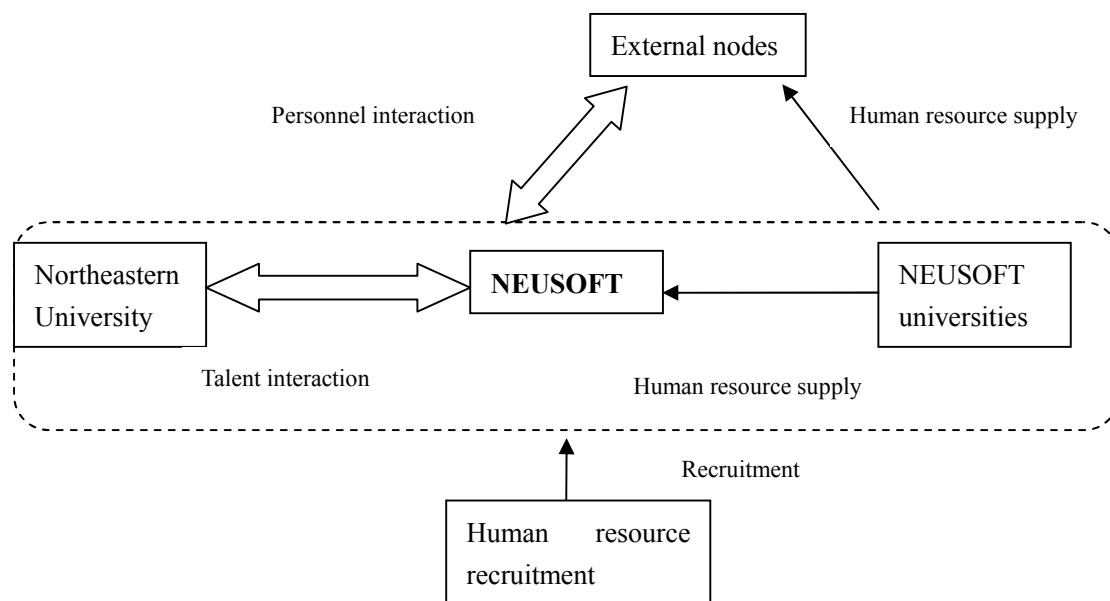 External nodes
Personnel interaction
Human resource supply
Northeastern
University
NEUSOFT
NEUSOFT
universities
Talent interaction
Human resource supply
Recruitment
Human resource
recruitment